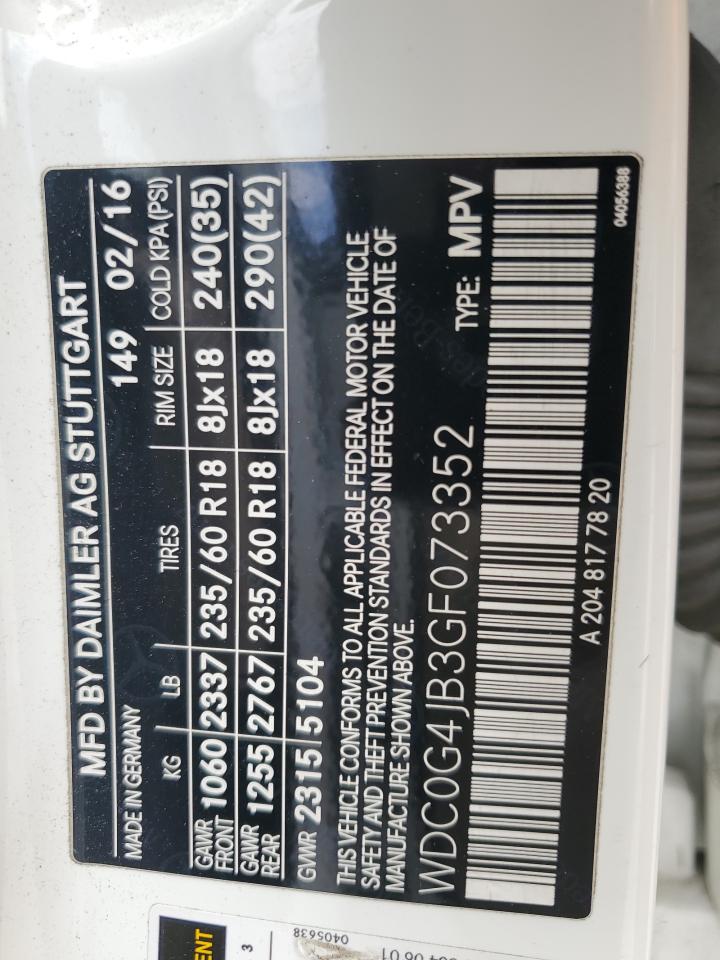 MFD BY DAIMLER AG STUTTGART
MADE IN GERMANY 149 02/16
KG LB TIRES RIM SIZE COLD KPA(PSI)
GAWR FRONT 1060 2337 235/60 R18 8Jx18 240(35)
GAWR REAR 1255 2767 235/60 R18 8Jx18 290(42)
GVWR 2315 5104
THIS VEHICLE CONFORMS TO ALL APPLICABLE FEDERAL MOTOR VEHICLE
SAFETY AND THEFT PREVENTION STANDARDS IN EFFECT ON THE DATE OF
MANUFACTURE SHOWN ABOVE.
WDC0G4JB3GF073352 TYPE: MPV
A 204 817 78 20
04056388
3
0405638